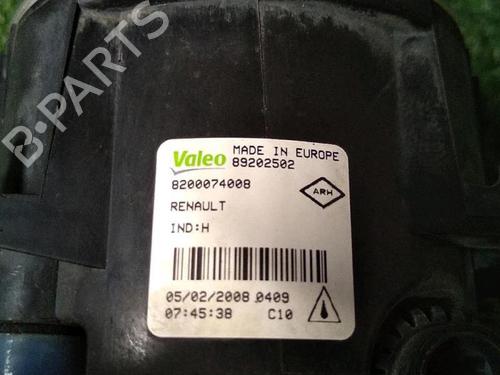 B-PARTS
Valeo MADE IN EUROPE
89202502
8200074008
RENAULT
ARH
IND:H
05/02/2008 0409
07:45:38 C10